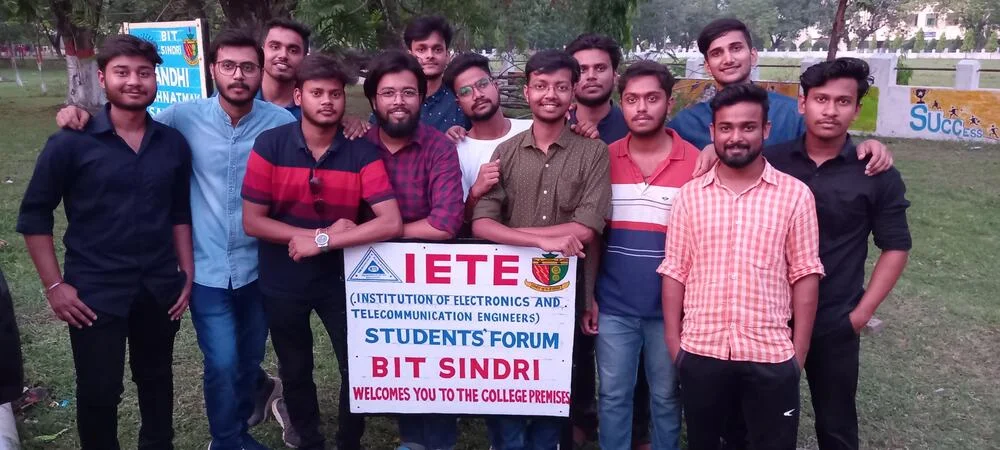 BIT
SINDRI
GANDHI
IETE
(.INSTITUTION OF ELECTRONICS AND
TELECOMMUNICATION ENGINEERS)
STUDENTS' FORUM
BIT SINDRI
WELCOMES YOU TO THE COLLEGE PREMISES
SUCCESS